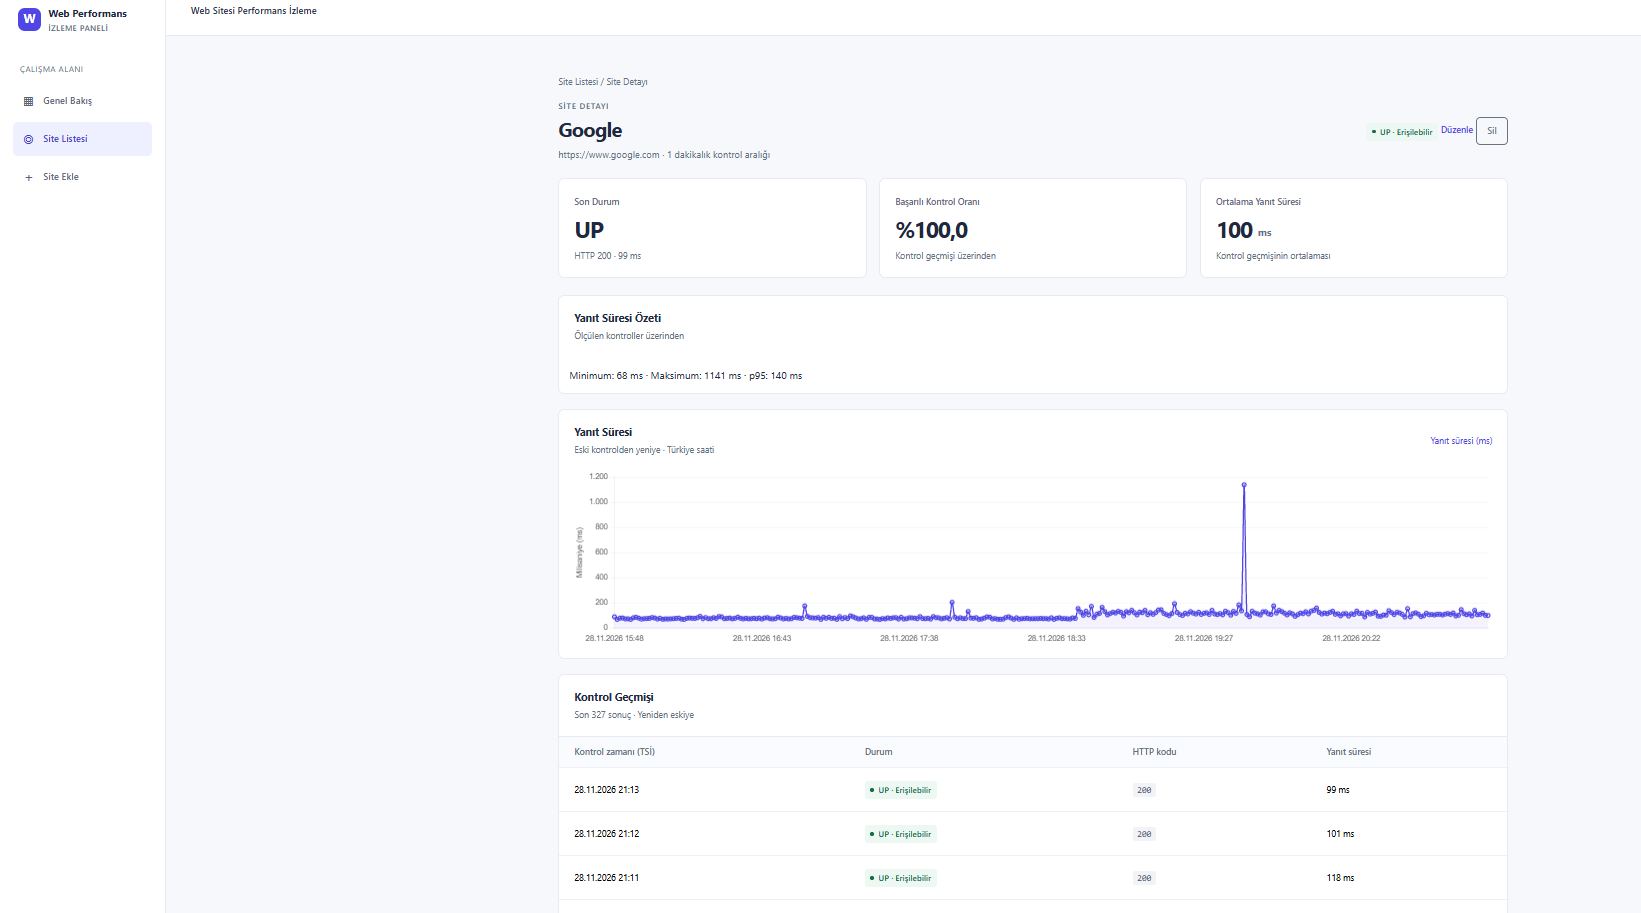 W
Web Performans
İZLEME PANELİ
Web Sitesi Performans İzleme
ÇALIŞMA ALANI
Genel Bakış
Site Listesi
+ Site Ekle
Site Listesi / Site Detayı
SİTE DETAYI
Google
https://www.google.com · 1 dakikalık kontrol aralığı
UP · Erişilebilir
Düzenle
Sil
Son Durum
UP
HTTP 200 · 99 ms
Başarılı Kontrol Oranı
%100,0
Kontrol geçmişi üzerinden
Ortalama Yanıt Süresi
100 ms
Kontrol geçmişinin ortalaması
Yanıt Süresi Özeti
Ölçülen kontroller üzerinden
Minimum: 68 ms · Maksimum: 1141 ms · p95: 140 ms
Yanıt Süresi
Eski kontrolden yeniye · Türkiye saati
Yanıt süresi (ms)
Milisaniye (ms)
1.200
1.000
800
600
400
200
0
28.11.2026 15:48
28.11.2026 16:43
28.11.2026 17:38
28.11.2026 18:33
28.11.2026 19:27
28.11.2026 20:22
Kontrol Geçmişi
Son 327 sonuç · Yeniden eskiye
Kontrol zamanı (TSİ) Durum HTTP kodu Yanıt süresi
28.11.2026 21:13 UP · Erişilebilir 200 99 ms
28.11.2026 21:12 UP · Erişilebilir 200 101 ms
28.11.2026 21:11 UP · Erişilebilir 200 118 ms